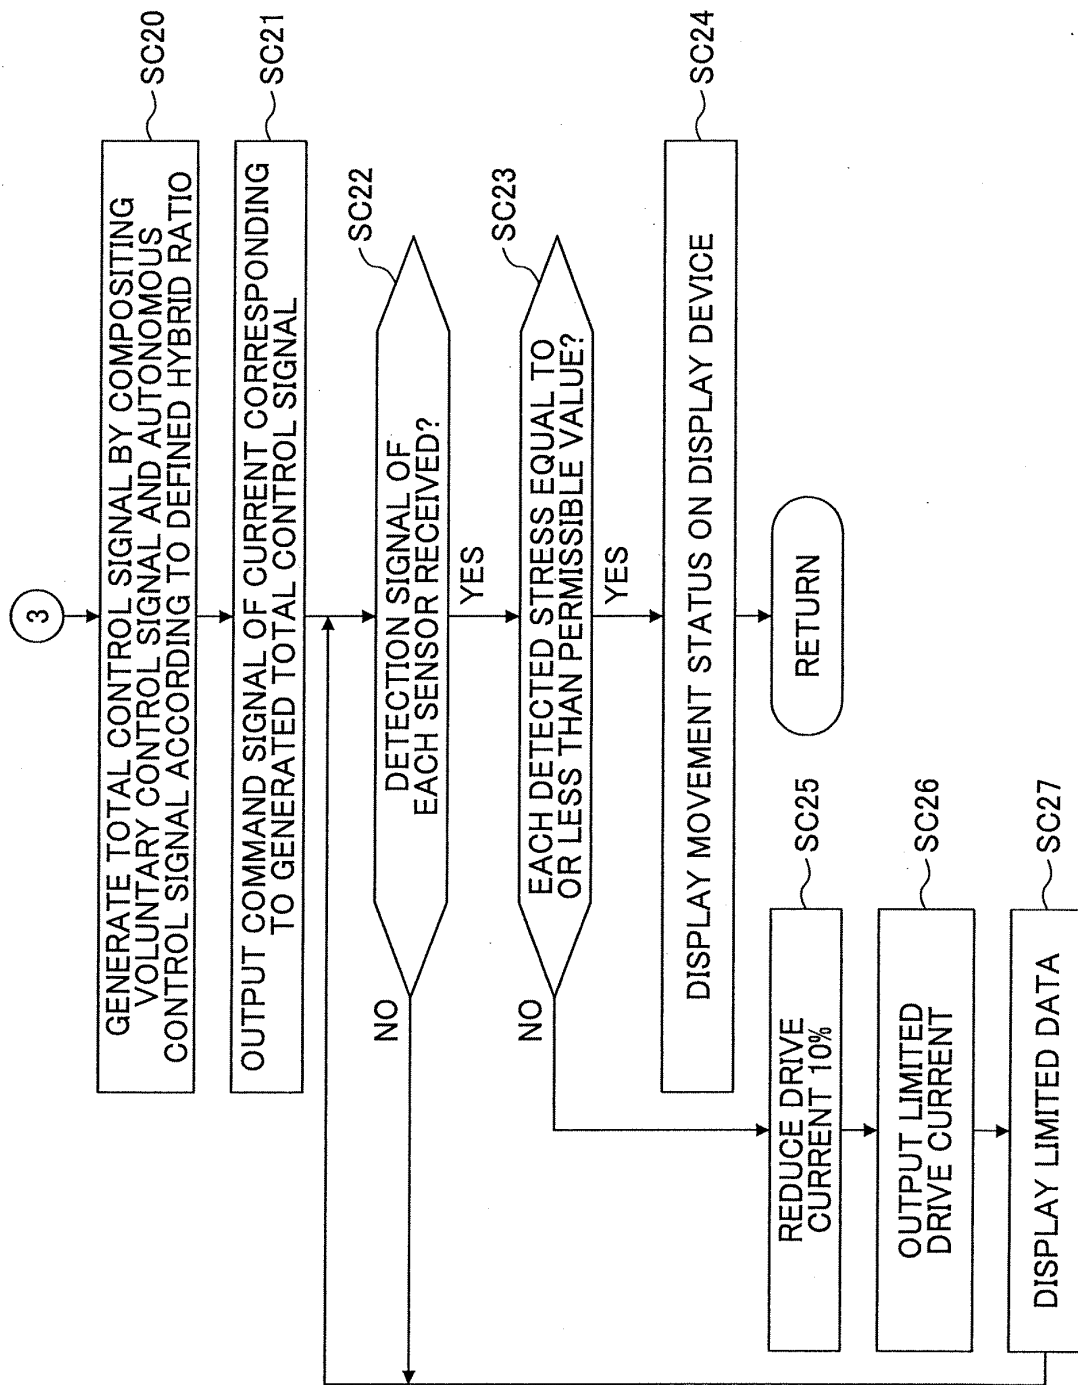 3
GENERATE TOTAL CONTROL SIGNAL BY COMPOSITING
VOLUNTARY CONTROL SIGNAL AND AUTONOMOUS
CONTROL SIGNAL ACCORDING TO DEFINED HYBRID RATIO
SC20
OUTPUT COMMAND SIGNAL OF CURRENT CORRESPONDING
TO GENERATED TOTAL CONTROL SIGNAL
SC21
DETECTION SIGNAL OF
EACH SENSOR RECEIVED?
SC22
NO
YES
EACH DETECTED STRESS EQUAL TO
OR LESS THAN PERMISSIBLE VALUE?
SC23
NO
YES
DISPLAY MOVEMENT STATUS ON DISPLAY DEVICE
SC24
RETURN
REDUCE DRIVE
CURRENT 10%
SC25
OUTPUT LIMITED
DRIVE CURRENT
SC26
DISPLAY LIMITED DATA
SC27